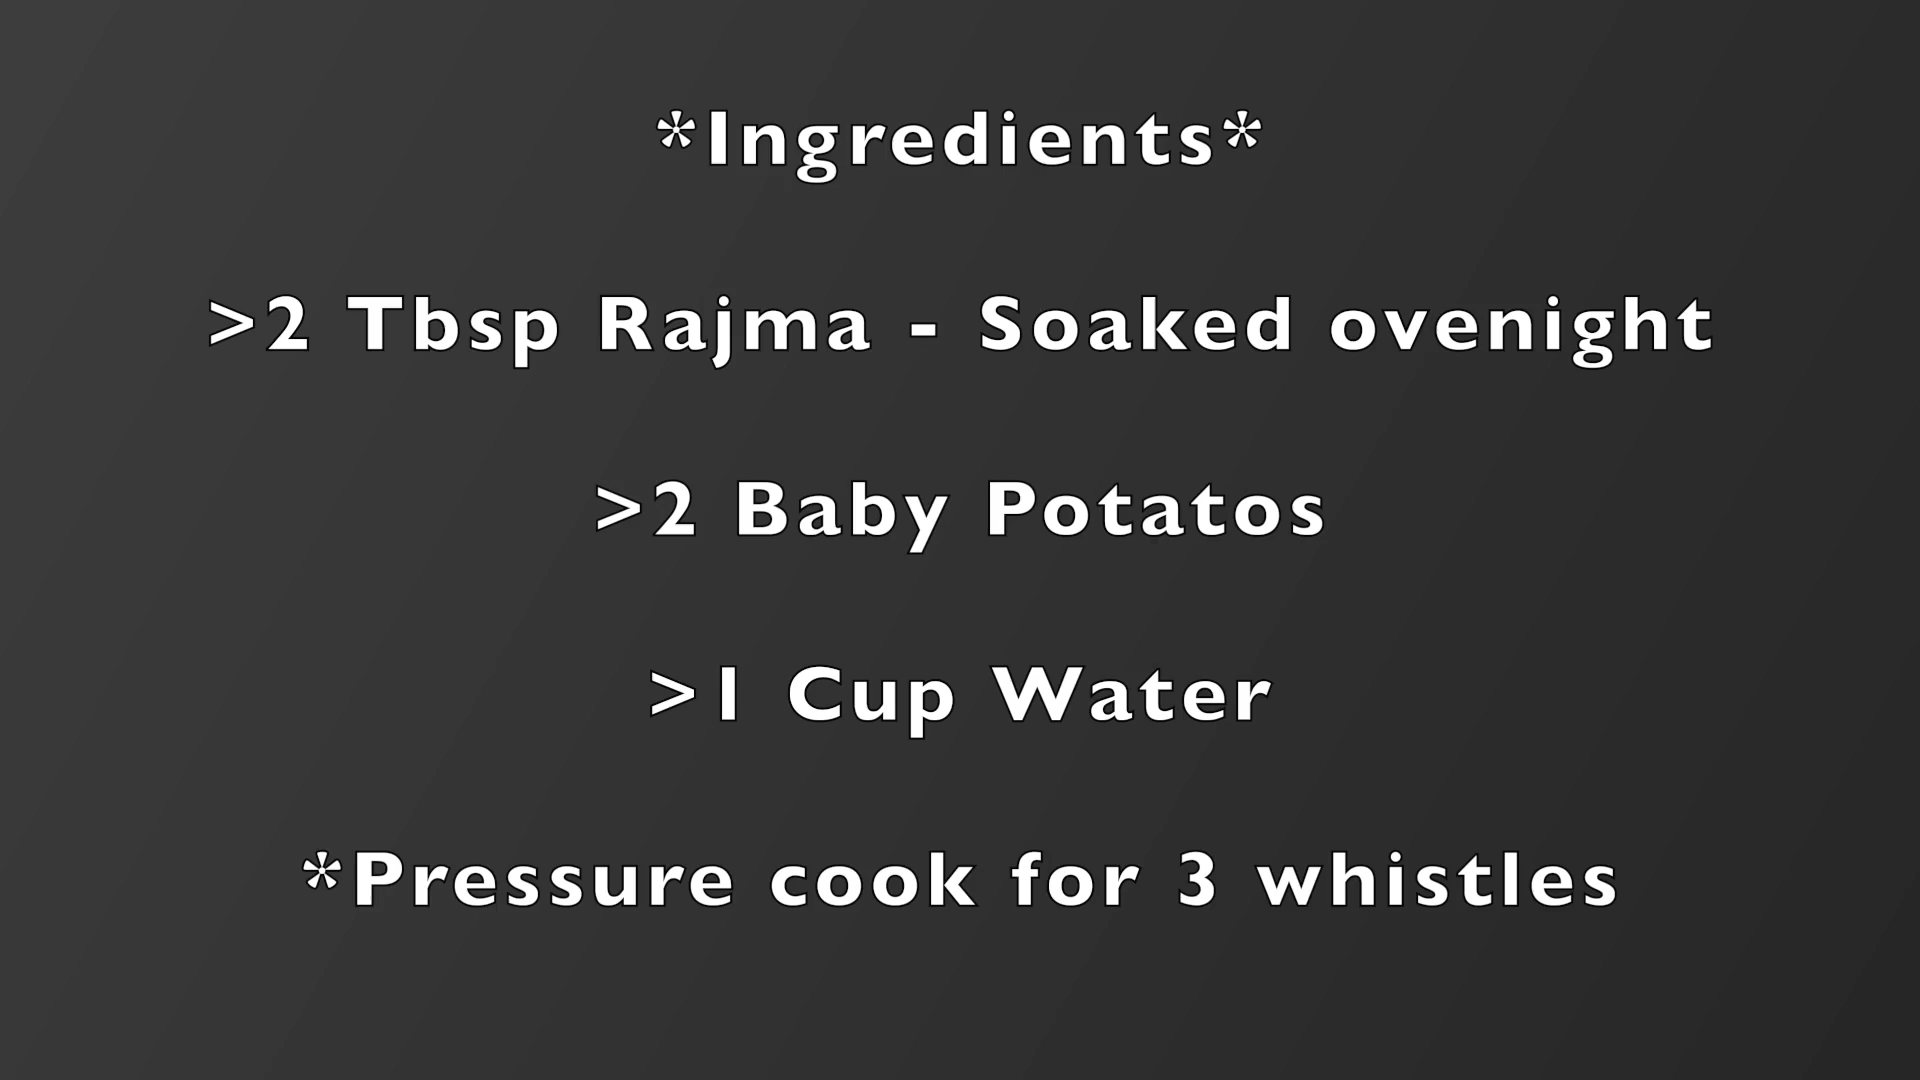 *Ingredients*
>2 Tbsp Rajma - Soaked ovenight
>2 Baby Potatos
>1 Cup Water
*Pressure cook for 3 whistles